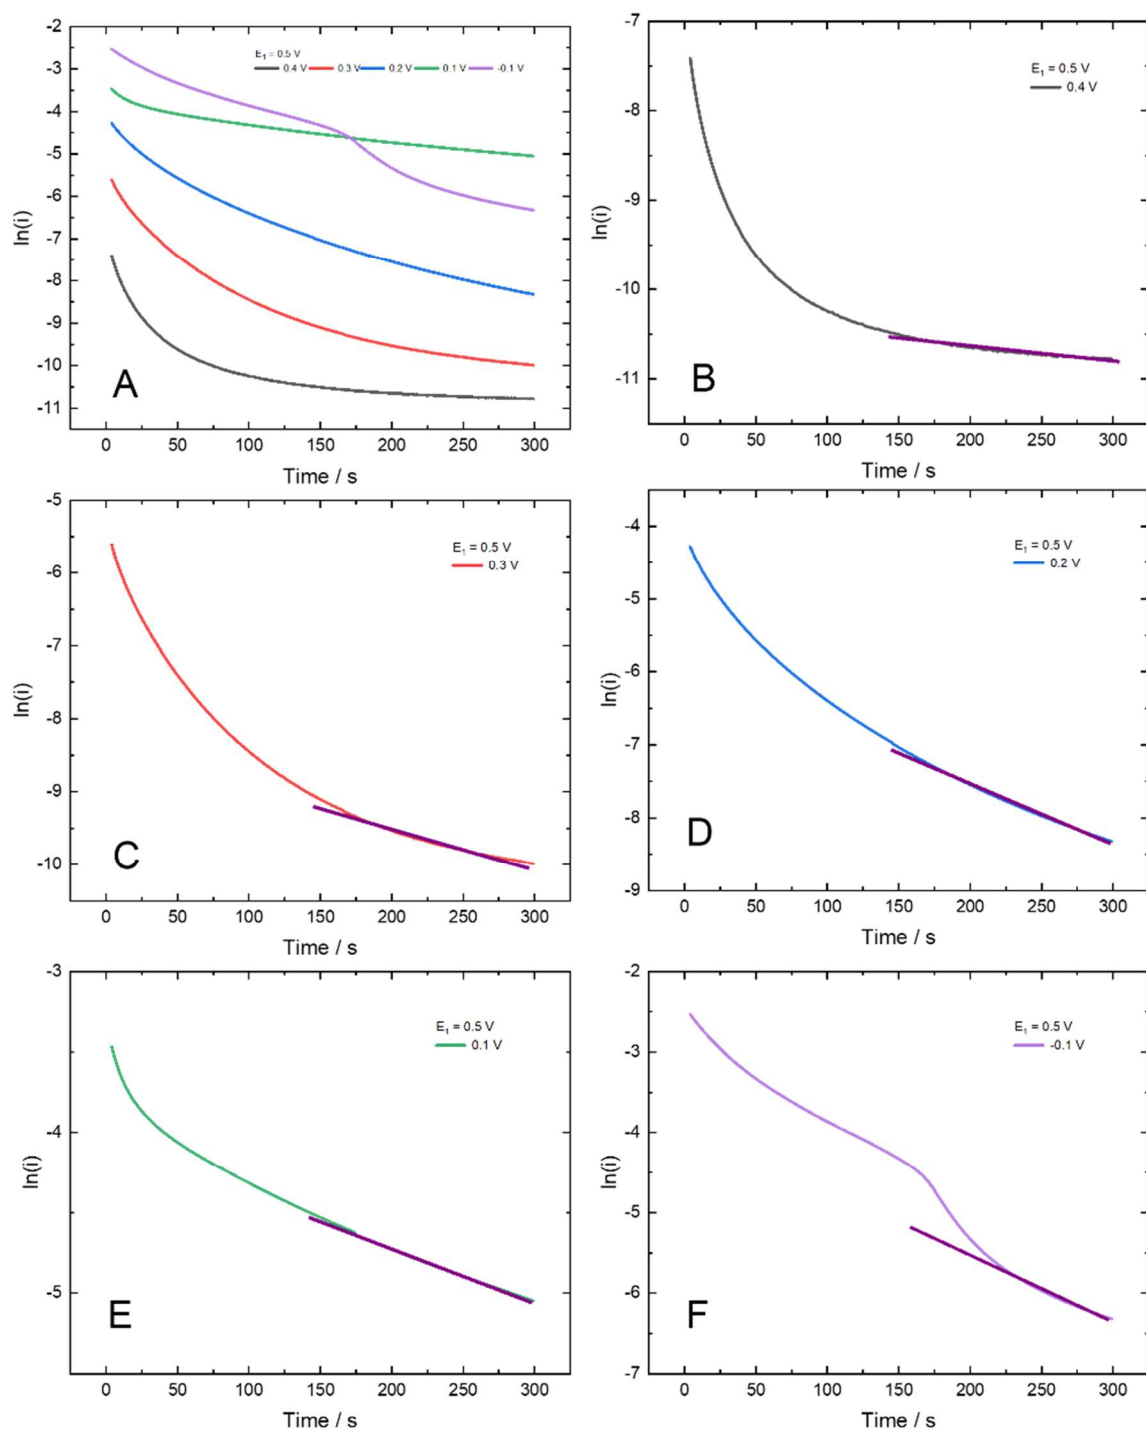 -2
-3
-4
-5
-6
-7
-8
-9
-10
-11
ln(i)
E1 = 0.5 V
0.4 V 0.3 V 0.2 V 0.1 V -0.1 V
A
0 50 100 150 200 250 300
Time / s
-7
-8
-9
-10
-11
ln(i)
E1 = 0.5 V
0.4 V
B
0 50 100 150 200 250 300
Time / s
-5
-6
-7
-8
-9
-10
ln(i)
E1 = 0.5 V
0.3 V
C
0 50 100 150 200 250 300
Time / s
-4
-5
-6
-7
-8
-9
ln(i)
E1 = 0.5 V
0.2 V
D
0 50 100 150 200 250 300
Time / s
-3
-4
-5
ln(i)
E1 = 0.5 V
0.1 V
E
0 50 100 150 200 250 300
Time / s
-2
-3
-4
-5
-6
-7
ln(i)
E1 = 0.5 V
-0.1 V
F
0 50 100 150 200 250 300
Time / s